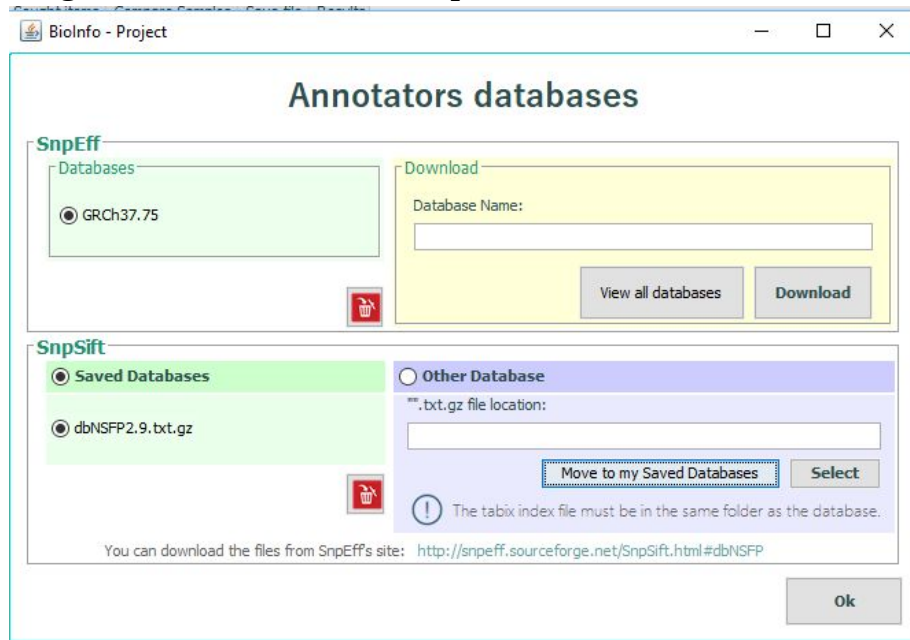 BioInfo - Project
Annotators databases
SnpEff
Databases
GRCh37.75
Download
Database Name:
View all databases
Download
SnpSift
Saved Databases
dbNSFP2.9.txt.gz
Other Database
"".txt.gz file location:
Move to my Saved Databases
Select
! The tabix index file must be in the same folder as the database.
You can download the files from SnpEff's site: http://snpeff.sourceforge.net/SnpSift.html#dbNSFP
Ok